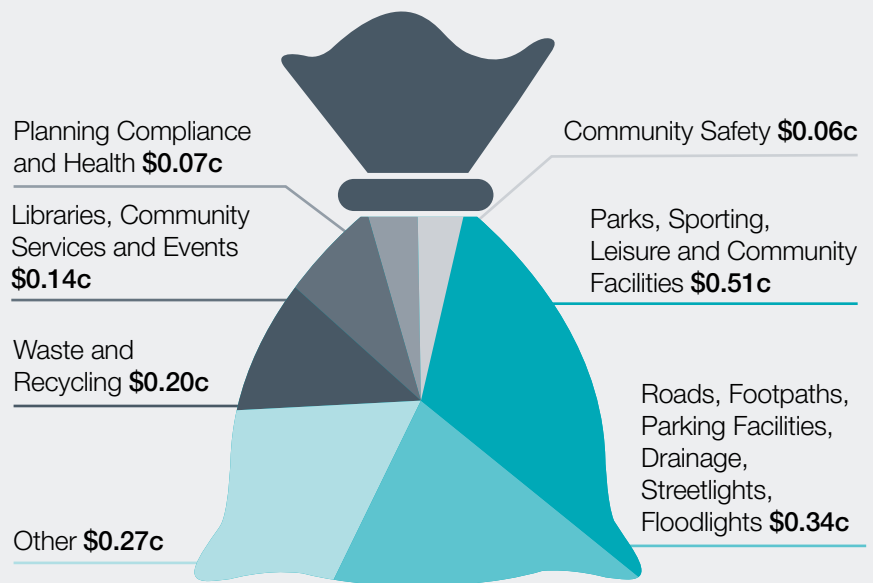 Planning Compliance
and Health $0.07c
Libraries, Community
Services and Events
$0.14c
Waste and
Recycling $0.20c
Other $0.27c
Community Safety $0.06c
Parks, Sporting,
Leisure and Community
Facilities $0.51c
Roads, Footpaths,
Parking Facilities,
Drainage,
Streetlights,
Floodlights $0.34c